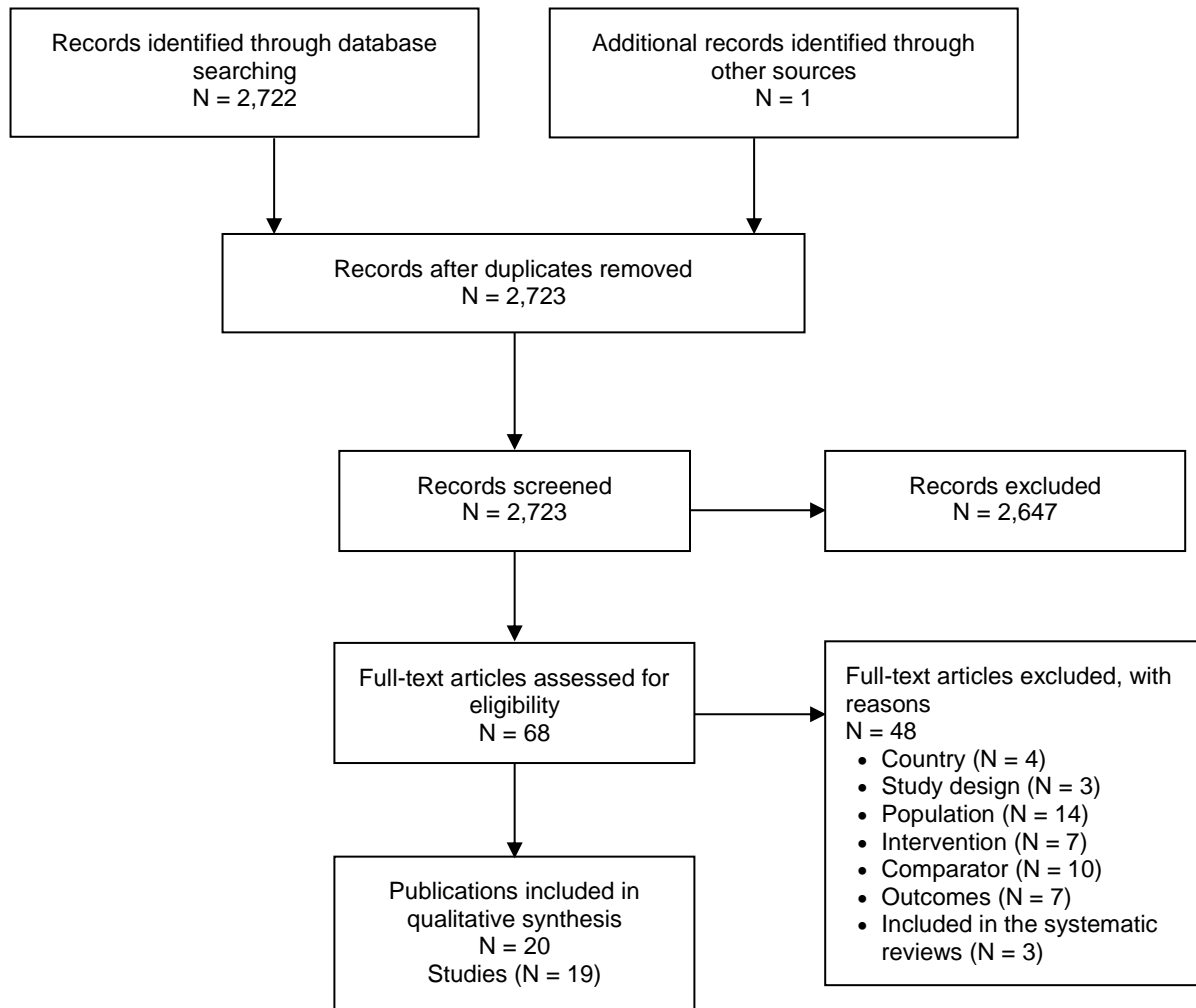 Records identified through database
searching
N = 2,722
Additional records identified through
other sources
N = 1
Records after duplicates removed
N = 2,723
Records screened
N = 2,723
Records excluded
N = 2,647
Full-text articles assessed for
eligibility
N = 68
Full-text articles excluded, with
reasons
N = 48
• Country (N = 4)
• Study design (N = 3)
• Population (N = 14)
• Intervention (N = 7)
• Comparator (N = 10)
• Outcomes (N = 7)
• Included in the systematic
reviews (N = 3)
Publications included in
qualitative synthesis
N = 20
Studies (N = 19)